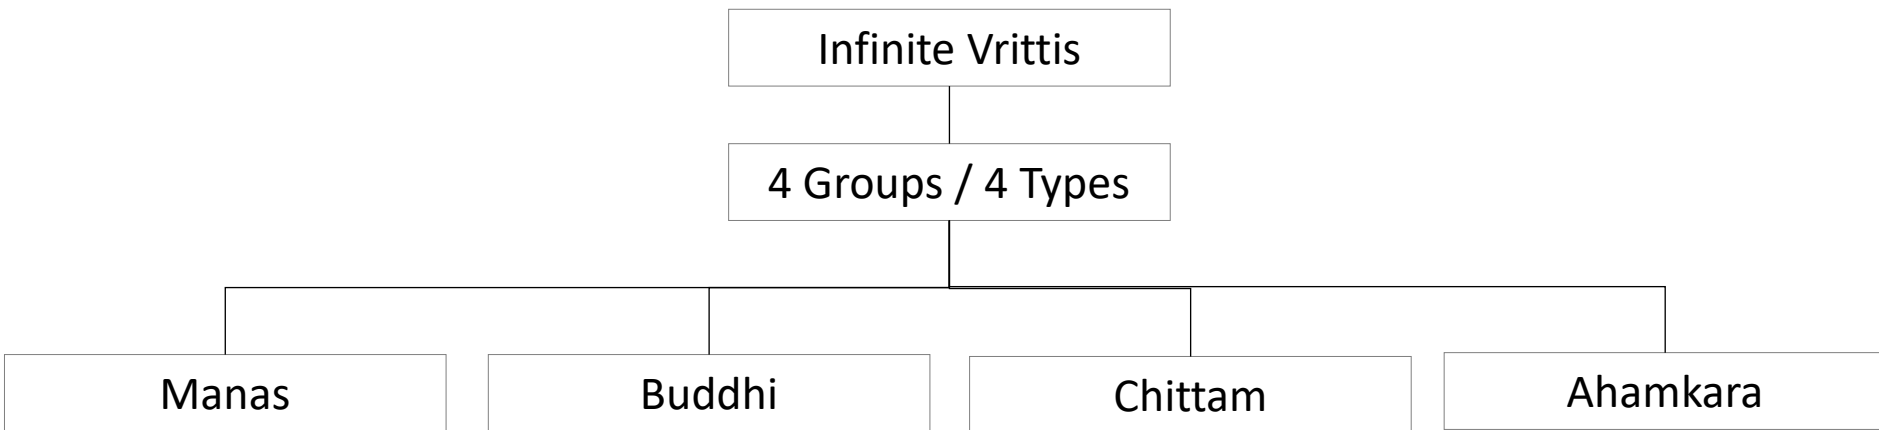 Infinite Vrittis
4 Groups / 4 Types
Manas
Buddhi
Chittam
Ahamkara